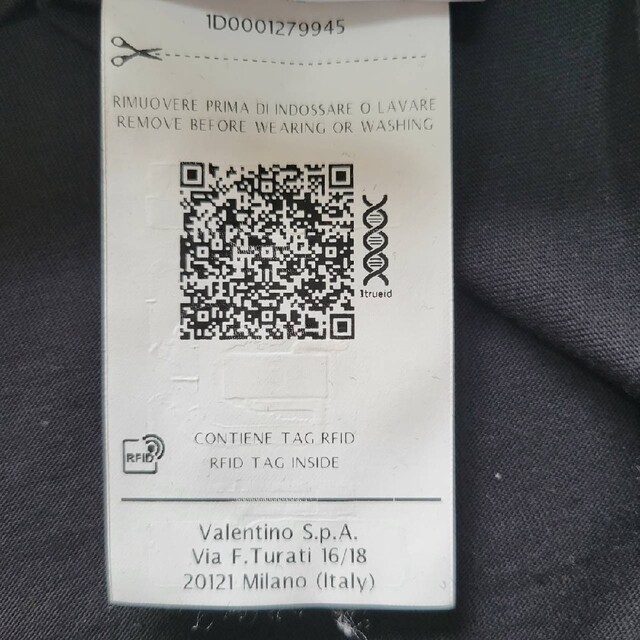 1D0001279945
RIMUOVERE PRIMA DI INDOSSARE O LAVARE
REMOVE BEFORE WEARING OR WASHING
1trueid
RFID
CONTIENE TAG RFID
RFID TAG INSIDE
Valentino S.p.A.
Via F.Turati 16/18
20121 Milano (Italy)